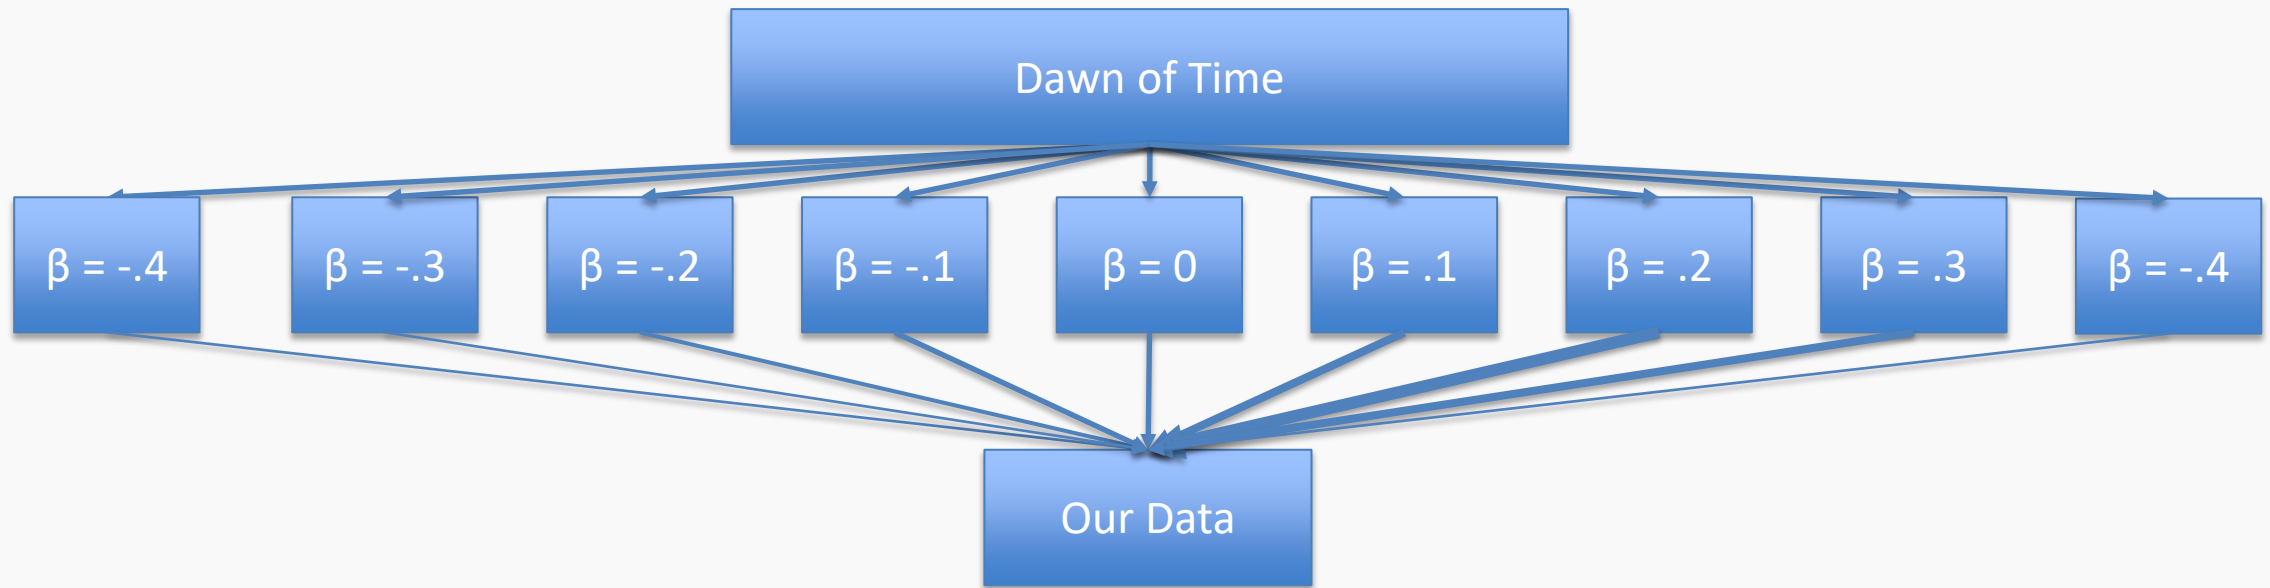 Dawn of Time
β = -.4
β = -.3
β = -.2
β = -.1
β = 0
β = .1
β = .2
β = .3
β = -.4
Our Data